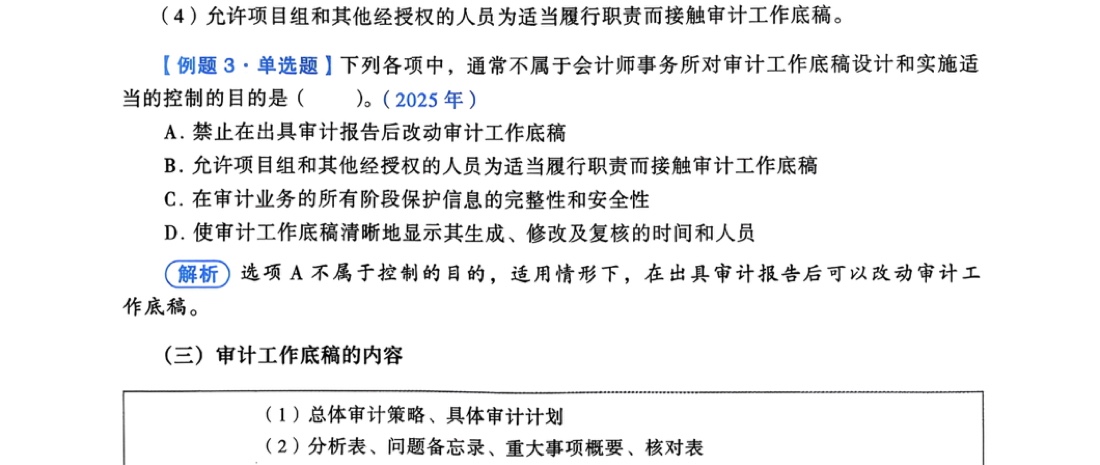 （4）允许项目组和其他经授权的人员为适当履行职责而接触审计工作底稿。
【例题 3·单选题】下列各项中，通常不属于会计师事务所对审计工作底稿设计和实施适
当的控制的目的是（　　）。（2025 年）
A. 禁止在出具审计报告后改动审计工作底稿
B. 允许项目组和其他经授权的人员为适当履行职责而接触审计工作底稿
C. 在审计业务的所有阶段保护信息的完整性和安全性
D. 使审计工作底稿清晰地显示其生成、修改及复核的时间和人员
解析 选项 A 不属于控制的目的，适用情形下，在出具审计报告后可以改动审计工
作底稿。
（三）审计工作底稿的内容
（1）总体审计策略、具体审计计划
（2）分析表、问题备忘录、重大事项概要、核对表